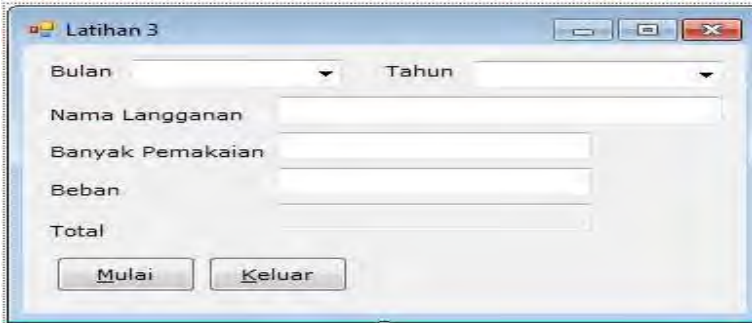 Latihan 3
Bulan Tahun
Nama Langganan
Banyak Pemakaian
Beban
Total
Mulai Keluar